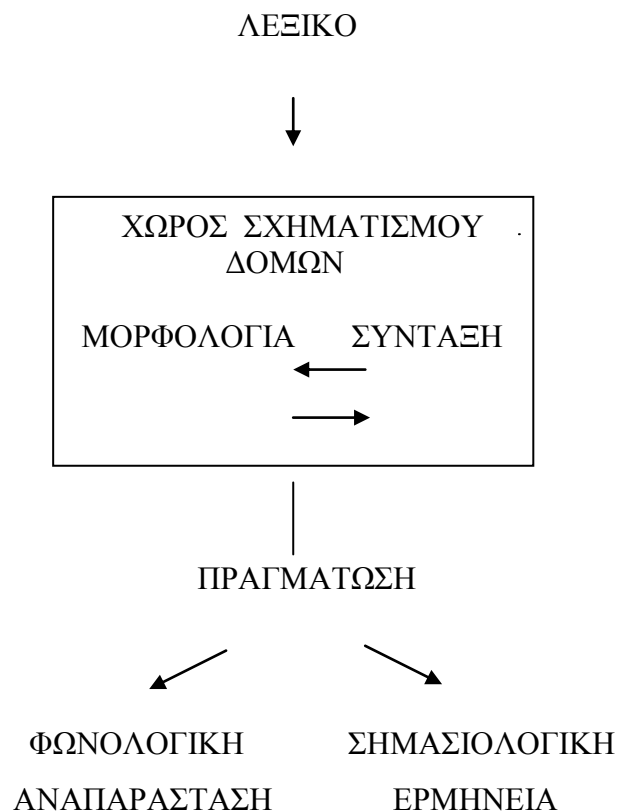 ΛΕΞΙΚΟ
ΧΩΡΟΣ ΣΧΗΜΑΤΙΣΜΟΥ
ΔΟΜΩΝ
ΜΟΡΦΟΛΟΓΙΑ ΣΥΝΤΑΞΗ
ΠΡΑΓΜΑΤΩΣΗ
ΦΩΝΟΛΟΓΙΚΗ ΣΗΜΑΣΙΟΛΟΓΙΚΗ
ΑΝΑΠΑΡΑΣΤΑΣΗ ΕΡΜΗΝΕΙΑ